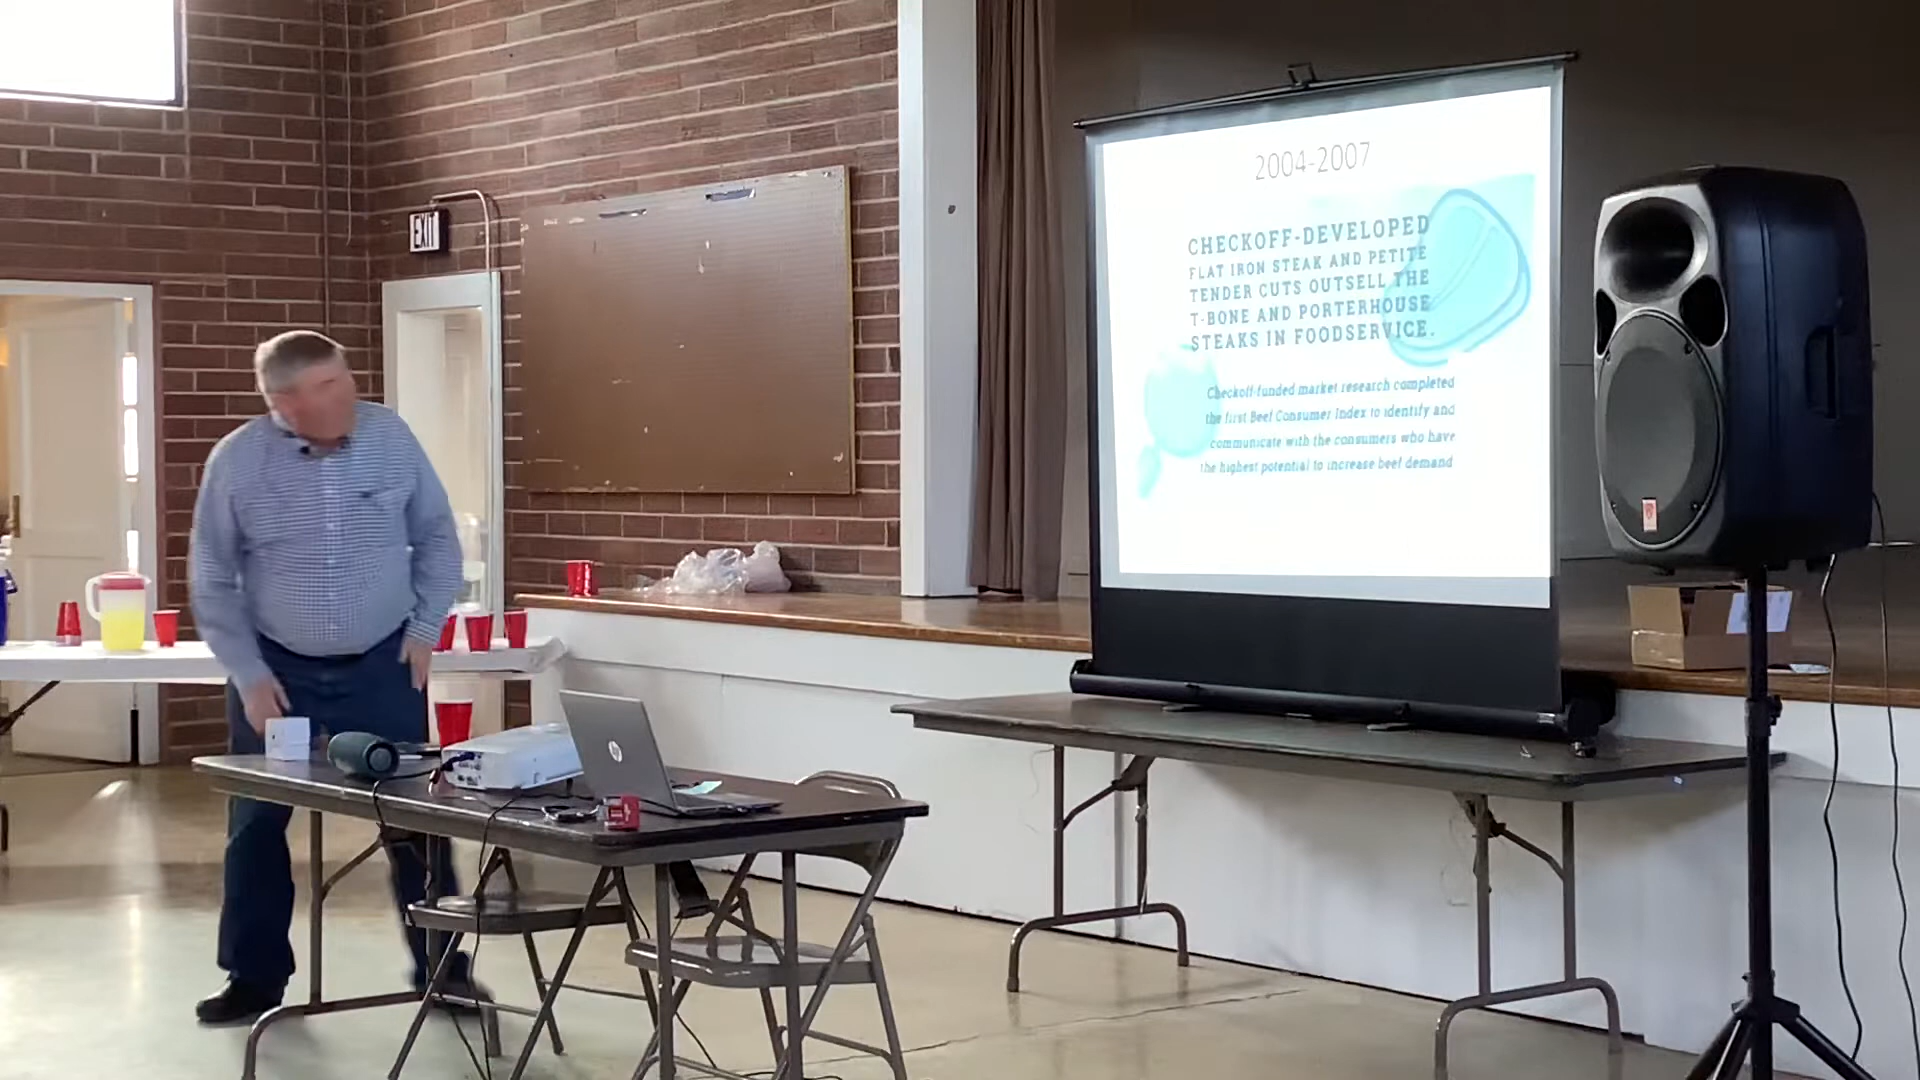 EXIT
2004-2007
CHECKOFF-DEVELOPED
FLAT IRON STEAK AND PETITE
TENDER CUTS OUTSELL THE
T-BONE AND PORTERHOUSE
STEAKS IN FOODSERVICE.
Checkoff-funded market research completed
the first Beef Consumer Index to identify and
communicate with the consumers who have
the highest potential to increase beef demand
hp